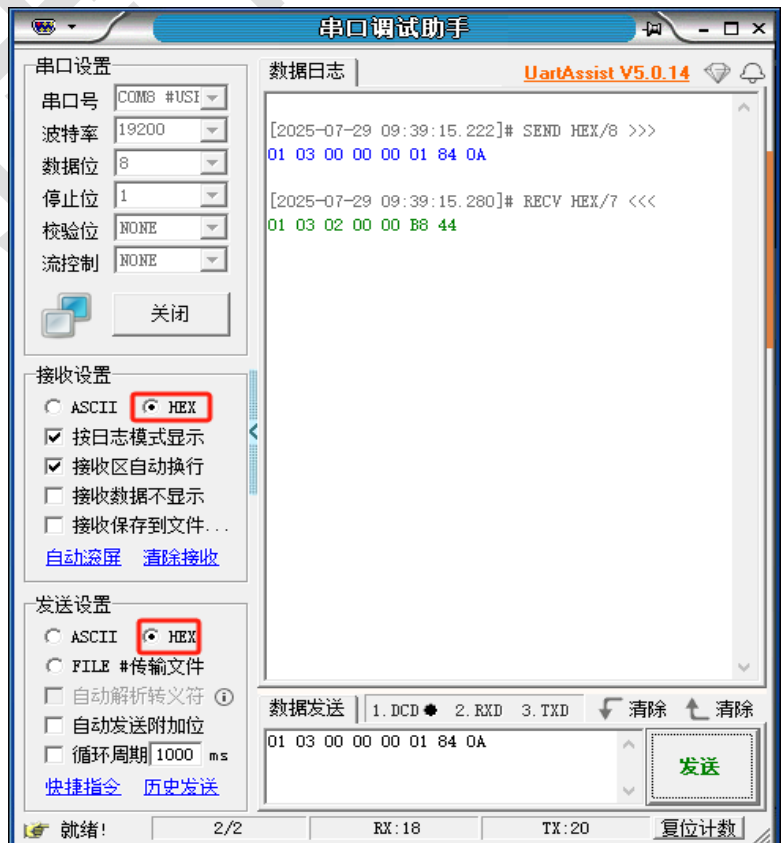 串口调试助手
串口设置
串口号 COM8 #USI
波特率 19200
数据位 8
停止位 1
校验位 NONE
流控制 NONE
关闭
接收设置
ASCII HEX
按日志模式显示
接收区自动换行
接收数据不显示
接收保存到文件...
自动滚屏 清除接收
发送设置
ASCII HEX
FILE #传输文件
自动解析转义符
自动发送附加位
循环周期 1000 ms
快捷指令 历史发送
数据日志 UartAssist V5.0.14
[2025-07-29 09:39:15.222]# SEND HEX/8 >>>
01 03 00 00 00 01 84 0A
[2025-07-29 09:39:15.280]# RECV HEX/7 <<<
01 03 02 00 00 B8 44
数据发送 1.DCD 2.RXD 3.TXD 清除 清除
01 03 00 00 00 01 84 0A
发送
就绪! 2/2 RX:18 TX:20 复位计数